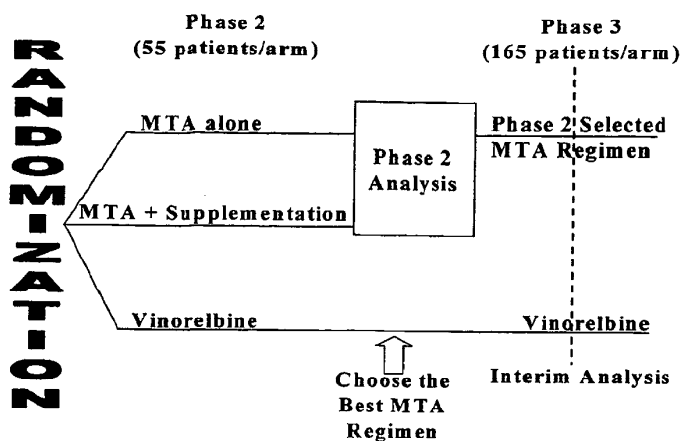 RANDOMIZATION
Phase 2
(55 patients/arm)
Phase 3
(165 patients/arm)
MTA alone
MTA + Supplementation
Vinorelbine
Phase 2
Analysis
Phase 2 Selected
MTA Regimen
Vinorelbine
Choose the
Best MTA
Regimen
Interim Analysis